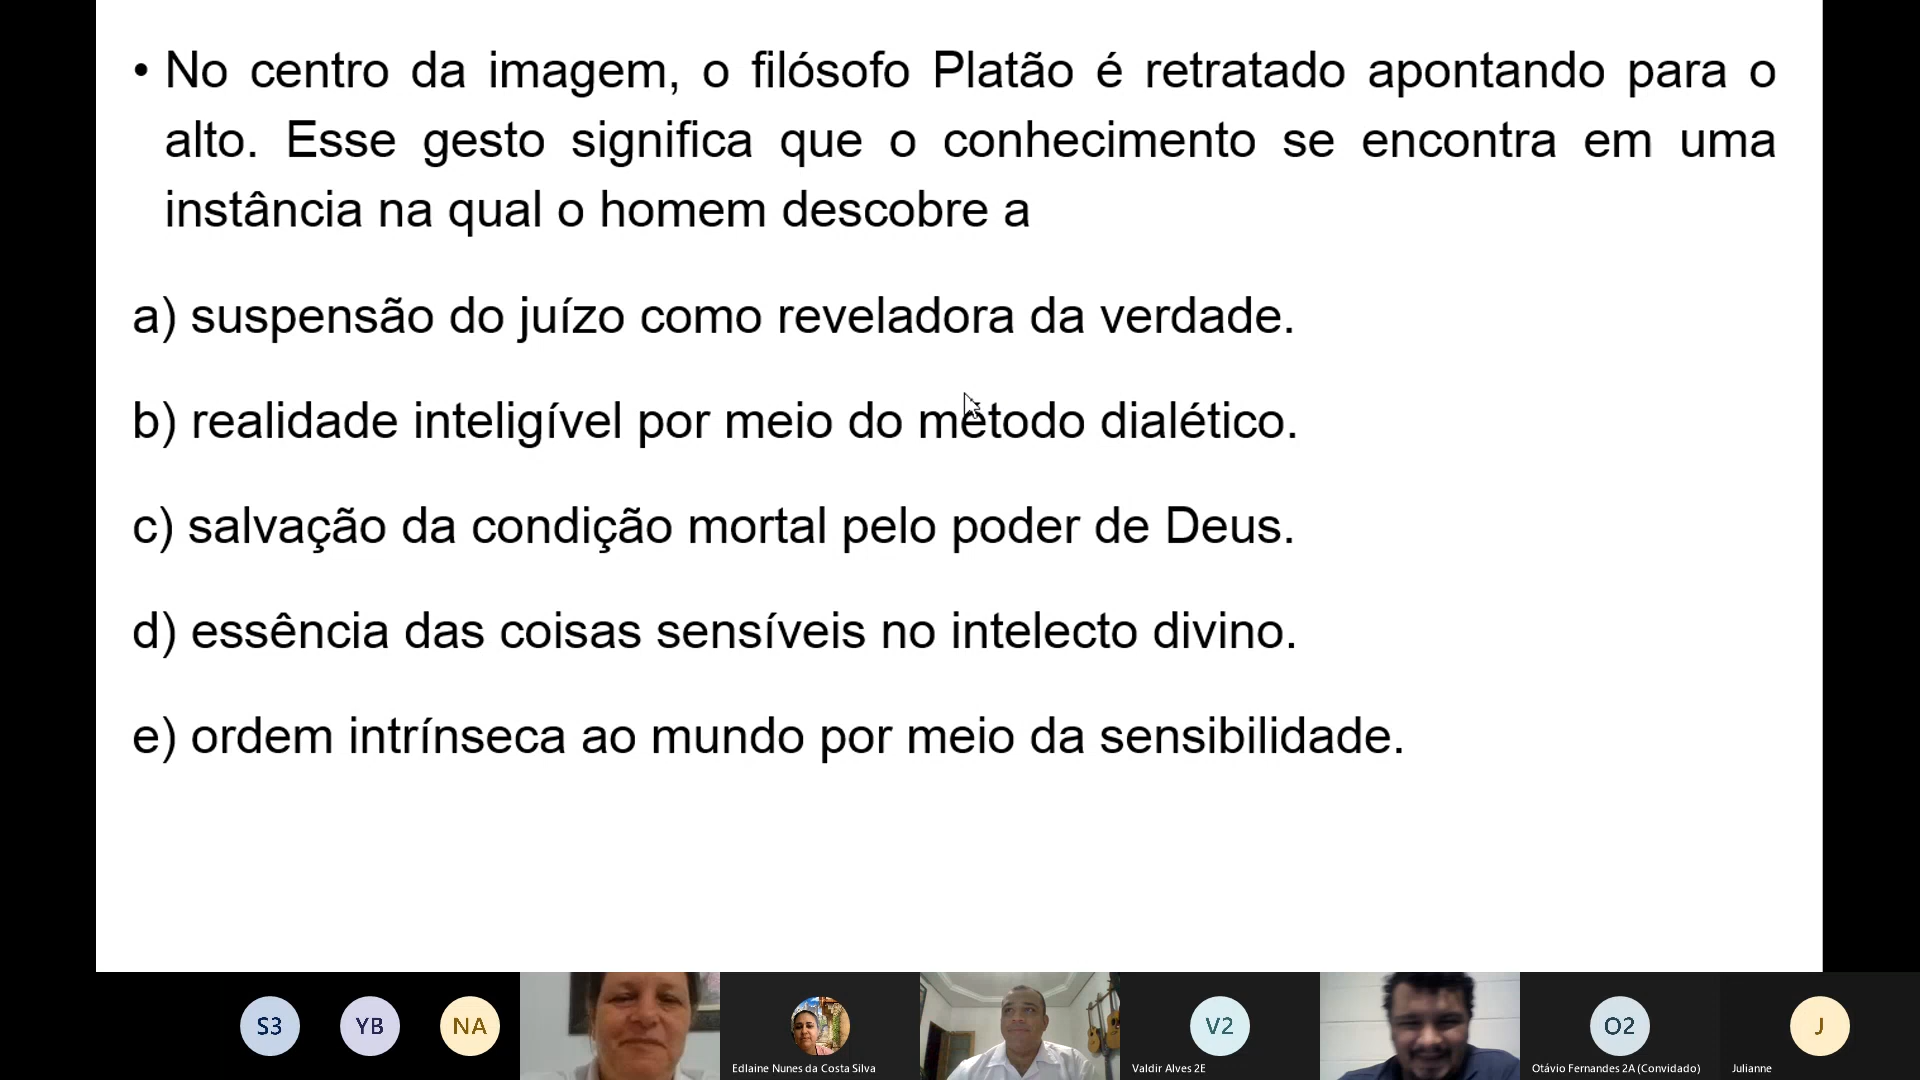 • No centro da imagem, o filósofo Platão é retratado apontando para o
alto. Esse gesto significa que o conhecimento se encontra em uma
instância na qual o homem descobre a
a) suspensão do juízo como reveladora da verdade.
b) realidade inteligível por meio do método dialético.
c) salvação da condição mortal pelo poder de Deus.
d) essência das coisas sensíveis no intelecto divino.
e) ordem intrínseca ao mundo por meio da sensibilidade.
S3
YB
NA
V2
O2
J
Edlaine Nunes da Costa Silva
Valdir Alves 2E
Otávio Fernandes 2A (Convidado)
Julianne